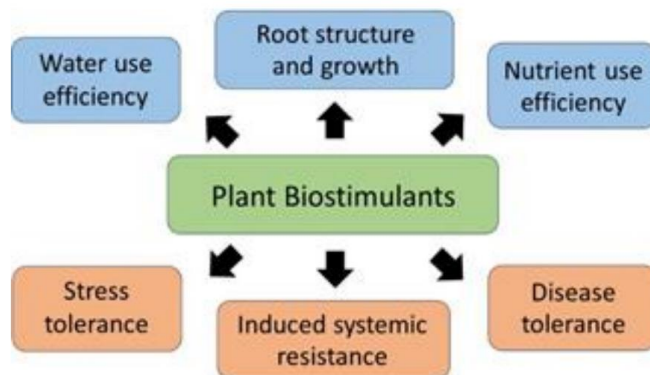 Water use
efficiency
Root structure
and growth
Nutrient use
efficiency
Plant Biostimulants
Stress
tolerance
Induced systemic
resistance
Disease
tolerance